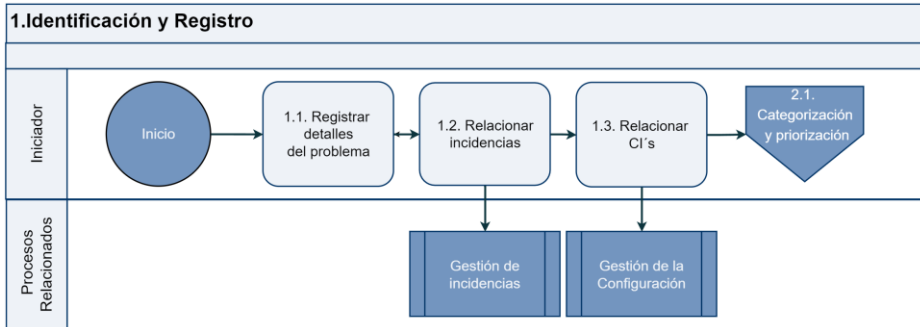 1.Identificación y Registro
Iniciador
Inicio
1.1. Registrar
detalles
del problema
1.2. Relacionar
incidencias
1.3. Relacionar
CI´s
2.1.
Categorización
y priorización
Procesos
Relacionados
Gestión de
incidencias
Gestión de la
Configuración